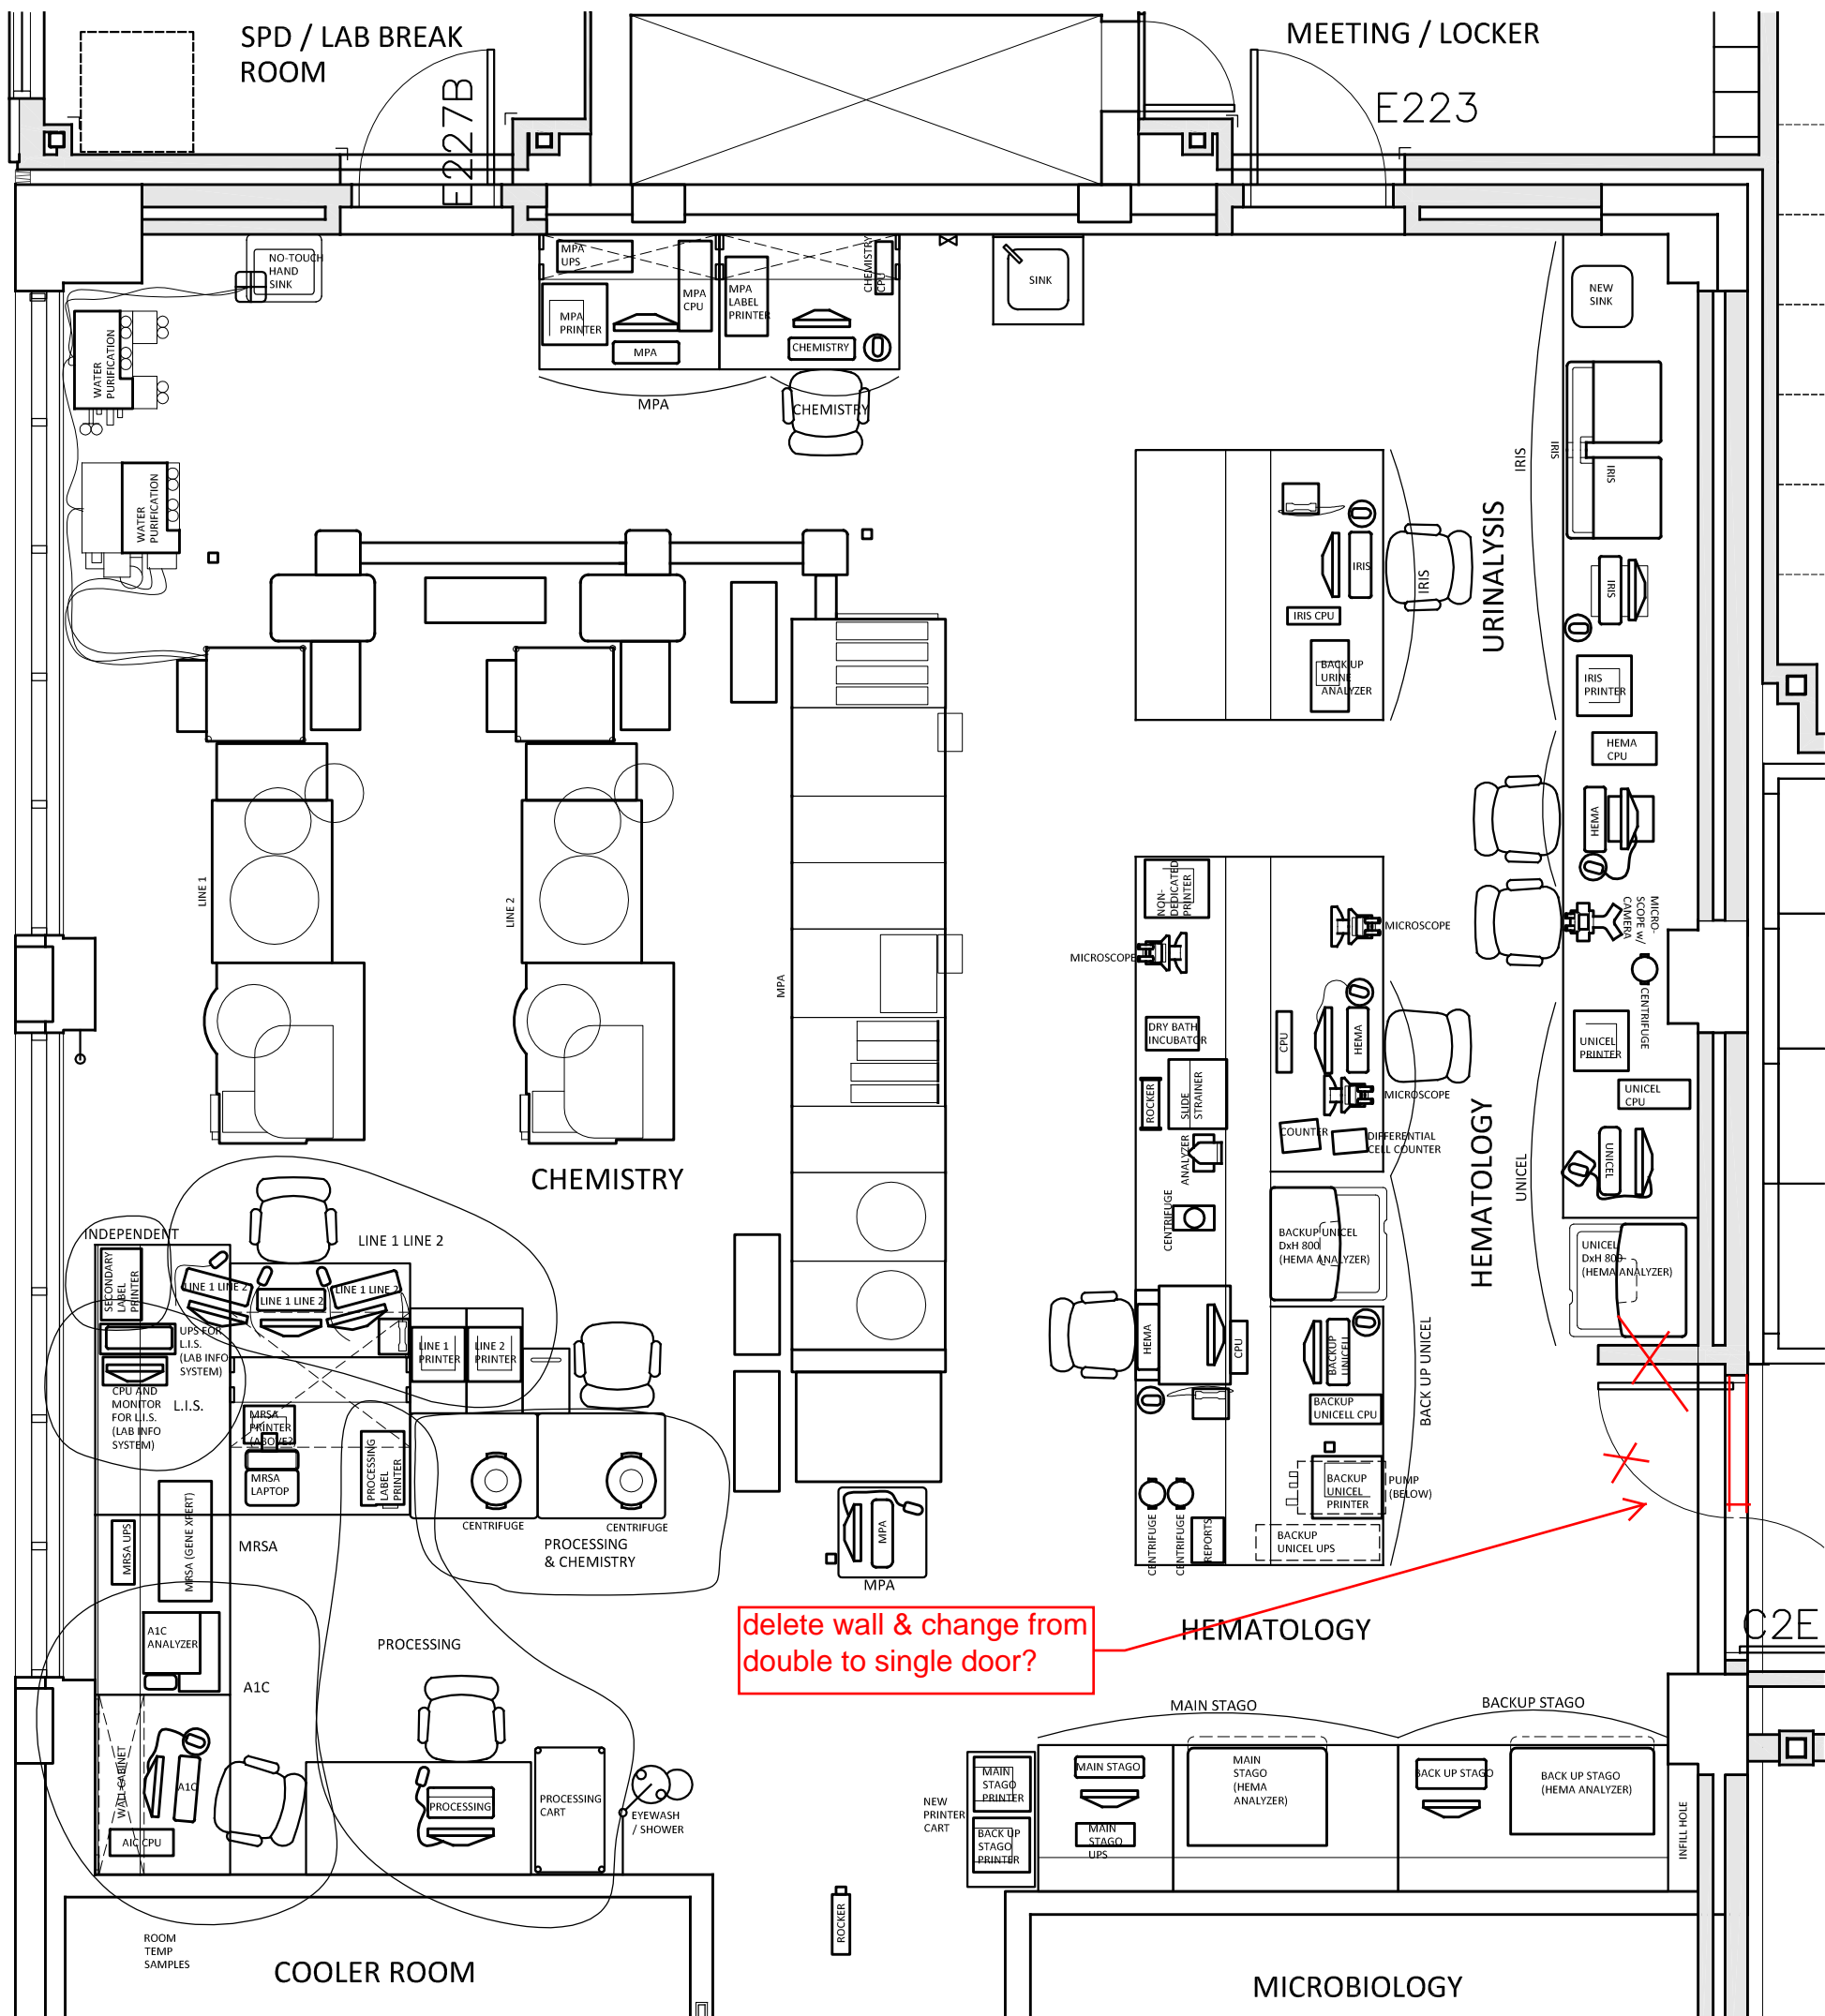 SPD / LAB BREAK
ROOM
E227B
MEETING / LOCKER
E223
NO-TOUCH
HAND
SINK
MPA
UPS
MPA
PRINTER
MPA
CPU
MPA
MPA
LABEL
PRINTER
CHEMISTRY
CPU
CHEMISTRY
MPA
CHEMISTRY
SINK
NEW
SINK
WATER
PURIFICATION
WATER
PURIFICATION
IRIS
IRIS
IRIS
URINALYSIS
IRIS
IRIS
IRIS CPU
BACK UP
URINE
ANALYZER
IRIS
IRIS
PRINTER
HEMA
CPU
HEMA
MICRO-
SCOPE w/
CAMERA
CENTRIFUGE
UNICEL
PRINTER
UNICEL
CPU
UNICEL
UNICEL
UNICEL
DxH 800
(HEMA ANALYZER)
LINE 1
LINE 2
MPA
NON-
DEDICATED
PRINTER
MICROSCOPE
MICROSCOPE
DRY BATH
INCUBATOR
CPU
HEMA
ROCKER
SLIDE
STRAINER
MICROSCOPE
COUNTER
DIFFERENTIAL
CELL COUNTER
ANALYZER
CENTRIFUGE
HEMATOLOGY
BACKUP UNICEL
DxH 800
(HEMA ANALYZER)
HEMA
CPU
BACKUP
UNICELL
BACKUP
UNICELL CPU
BACK UP UNICEL
BACKUP
UNICEL
PRINTER
PUMP
(BELOW)
BACKUP
UNICEL UPS
CENTRIFUGE
CENTRIFUGE
REPORTS
CHEMISTRY
INDEPENDENT
LINE 1 LINE 2
SECONDARY
LABEL
PRINTER
LINE 1 LINE 2
LINE 1 LINE 2
LINE 1 LINE 2
UPS FOR
L.I.S.
(LAB INFO
SYSTEM)
CPU AND
MONITOR
FOR L.I.S.
(LAB INFO
SYSTEM)
L.I.S.
LINE 1
PRINTER
LINE 2
PRINTER
MRSA
PRINTER
(ABOVE?)
MRSA
LAPTOP
PROCESSING
LABEL
PRINTER
CENTRIFUGE
CENTRIFUGE
PROCESSING
& CHEMISTRY
MRSA UPS
MRSA (GENE XPERT)
MRSA
MPA
MPA
A1C
ANALYZER
A1C
PROCESSING
delete wall & change from
double to single door?
HEMATOLOGY
C2E
WALL CABINET
A1C
AIC CPU
PROCESSING
PROCESSING
CART
EYEWASH
/ SHOWER
MAIN STAGO
BACKUP STAGO
NEW
PRINTER
CART
MAIN
STAGO
PRINTER
BACK UP
STAGO
PRINTER
MAIN STAGO
MAIN
STAGO
UPS
MAIN
STAGO
(HEMA
ANALYZER)
BACK UP STAGO
BACK UP STAGO
(HEMA ANALYZER)
INFILL HOLE
ROCKER
ROOM
TEMP
SAMPLES
COOLER ROOM
MICROBIOLOGY